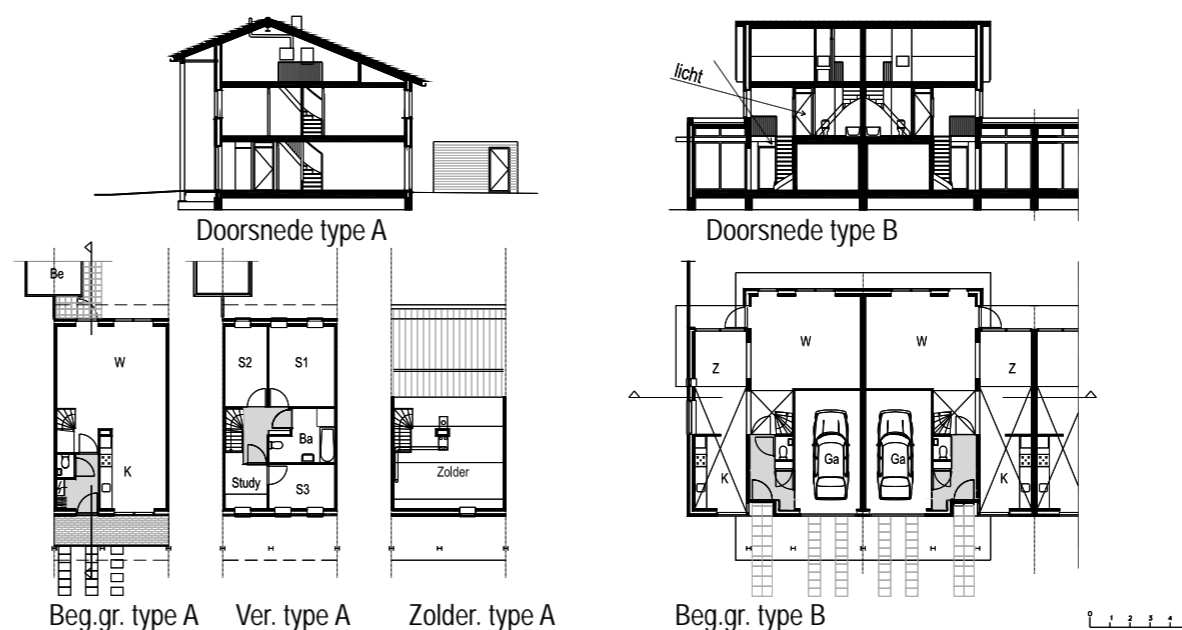 licht
Doorsnede type A
Doorsnede type B
Be
W
K
S2
S1
Ba
Study
S3
Zolder
W
W
Z
Z
Ga
Ga
K
K
Beg.gr. type A
Ver. type A
Zolder. type A
Beg.gr. type B
0 1 2 3 4